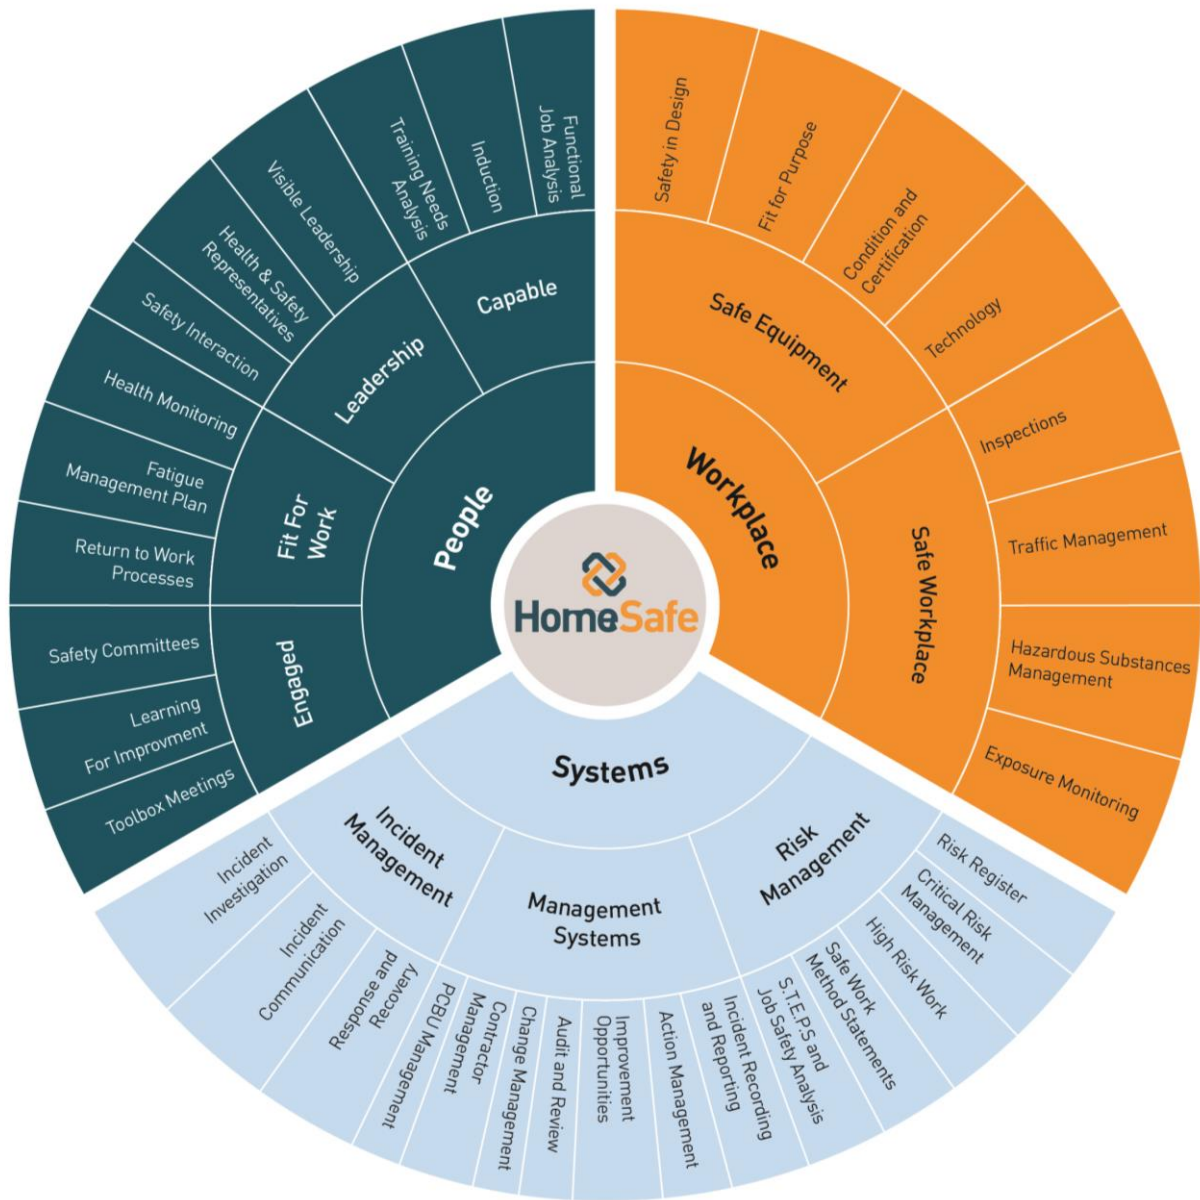 HomeSafe
People
Capable
Functional
Job Analysis
Induction
Training Needs
Analysis
Leadership
Visible Leadership
Health & Safety
Representatives
Safety Interaction
Fit For
Work
Health Monitoring
Fatigue
Management Plan
Return to Work
Processes
Engaged
Safety Committees
Learning
For Improvment
Toolbox Meetings
Workplace
Safe Equipment
Safety in Design
Fit for Purpose
Condition and
Certification
Technology
Safe Workplace
Inspections
Traffic Management
Hazardous Substances
Management
Exposure Monitoring
Systems
Incident
Management
Incident
Investigation
Incident
Communication
Response and
Recovery
Management
Systems
PCBU Management
Contractor
Management
Change Management
Audit and Review
Improvement
Opportunities
Action Management
Incident Recording
and Reporting
Risk
Management
S.T.E.P.S and
Job Safety Analysis
Safe Work
Method Statements
High Risk Work
Critical Risk
Management
Risk Register